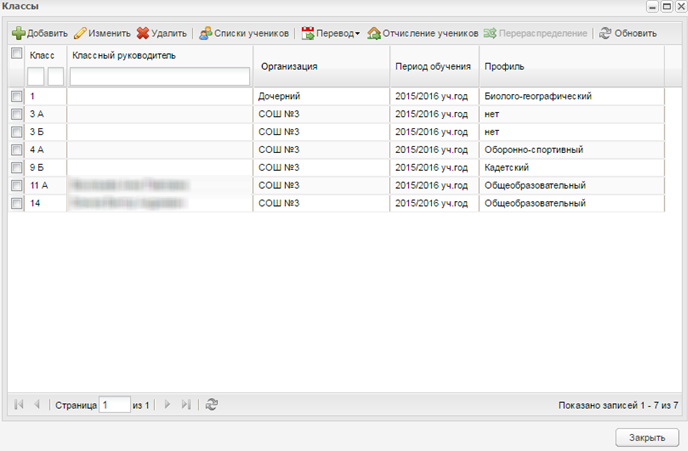 Классы
Добавить Изменить Удалить Списки учеников Перевод Отчисление учеников Перераспределение Обновить
Класс Классный руководитель Организация Период обучения Профиль
1 Дочерний 2015/2016 уч.год Биолого-географический
3 А СОШ №3 2015/2016 уч.год нет
3 Б СОШ №3 2015/2016 уч.год нет
4 А СОШ №3 2015/2016 уч.год Оборонно-спортивный
9 Б СОШ №3 2015/2016 уч.год Кадетский
11 А СОШ №3 2015/2016 уч.год Общеобразовательный
14 СОШ №3 2015/2016 уч.год Общеобразовательный
Страница 1 из 1 Показано записей 1 - 7 из 7
Закрыть